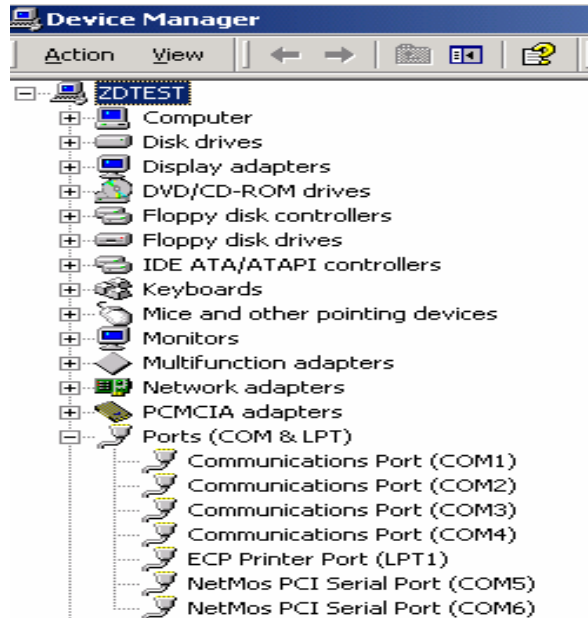 Device Manager
Action View
ZDTEST
Computer
Disk drives
Display adapters
DVD/CD-ROM drives
Floppy disk controllers
Floppy disk drives
IDE ATA/ATAPI controllers
Keyboards
Mice and other pointing devices
Monitors
Multifunction adapters
Network adapters
PCMCIA adapters
Ports (COM & LPT)
Communications Port (COM1)
Communications Port (COM2)
Communications Port (COM3)
Communications Port (COM4)
ECP Printer Port (LPT1)
NetMos PCI Serial Port (COM5)
NetMos PCI Serial Port (COM6)